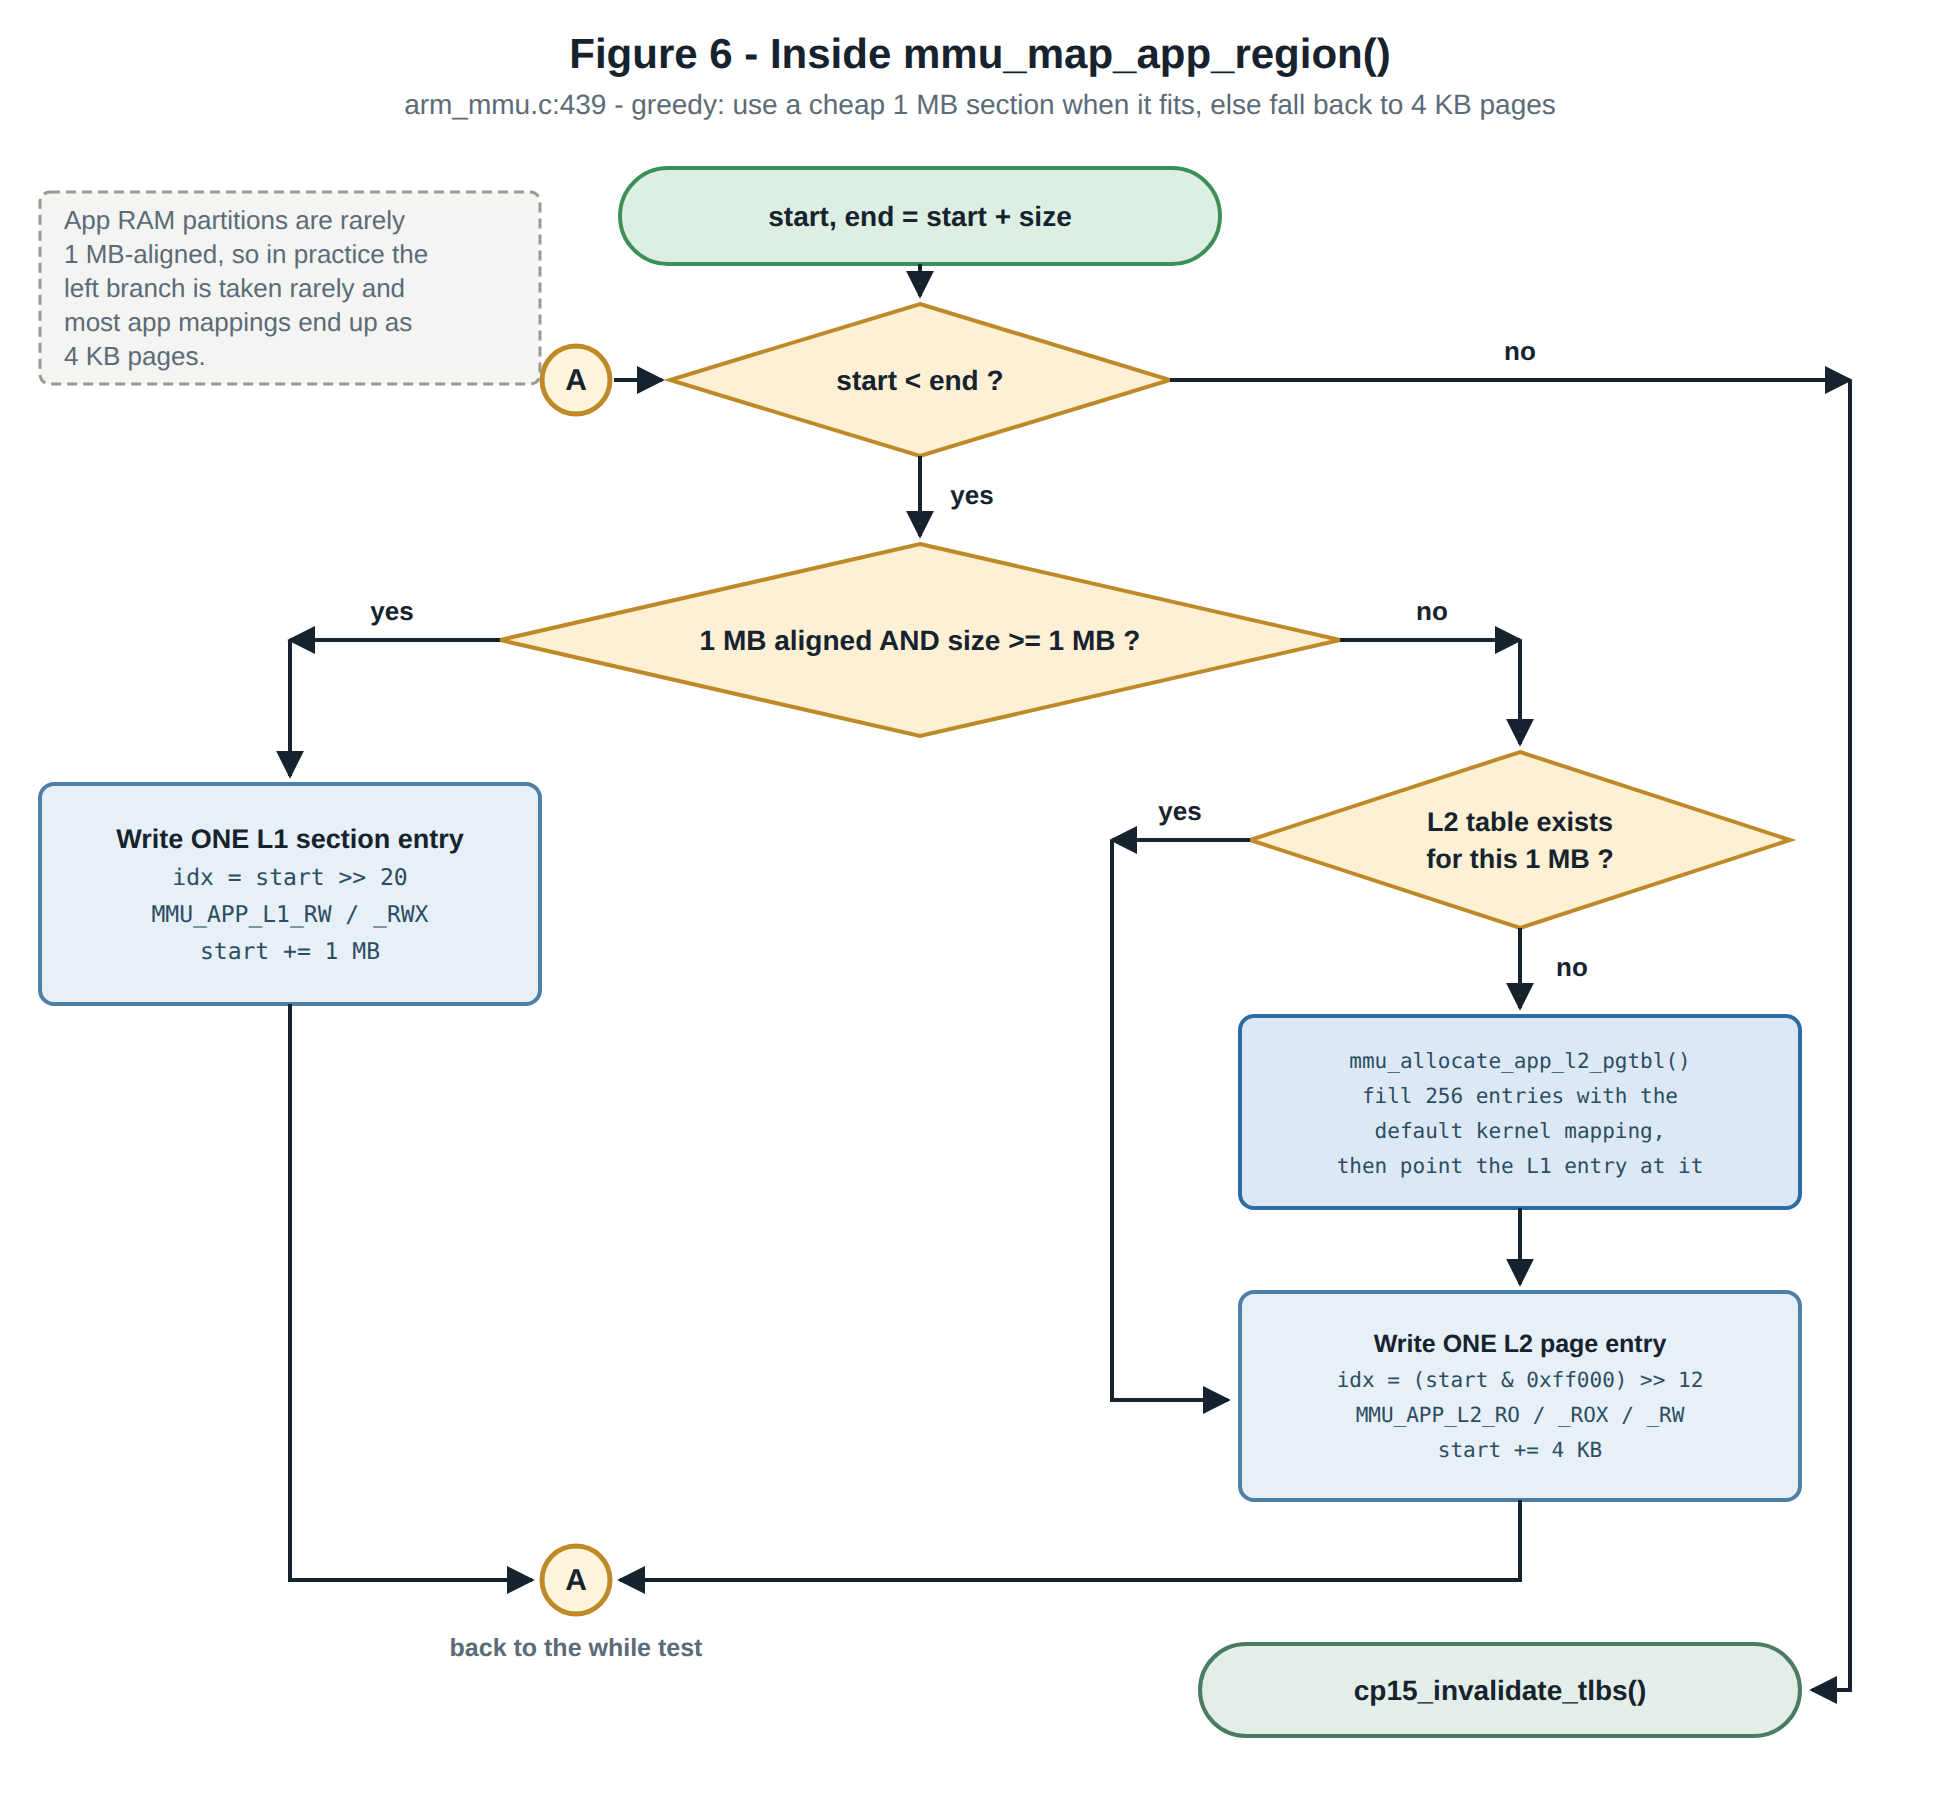 Figure 6 - Inside mmu_map_app_region()
arm_mmu.c:439 - greedy: use a cheap 1 MB section when it fits, else fall back to 4 KB pages
App RAM partitions are rarely
1 MB-aligned, so in practice the
left branch is taken rarely and
most app mappings end up as
4 KB pages.
start, end = start + size
A
start < end ?
no
yes
1 MB aligned AND size >= 1 MB ?
yes
no
Write ONE L1 section entry
idx = start >> 20
MMU_APP_L1_RW / _RWX
start += 1 MB
L2 table exists
for this 1 MB ?
yes
no
mmu_allocate_app_l2_pgtbl()
fill 256 entries with the
default kernel mapping,
then point the L1 entry at it
Write ONE L2 page entry
idx = (start & 0xff000) >> 12
MMU_APP_L2_RO / _ROX / _RW
start += 4 KB
A
back to the while test
cp15_invalidate_tlbs()